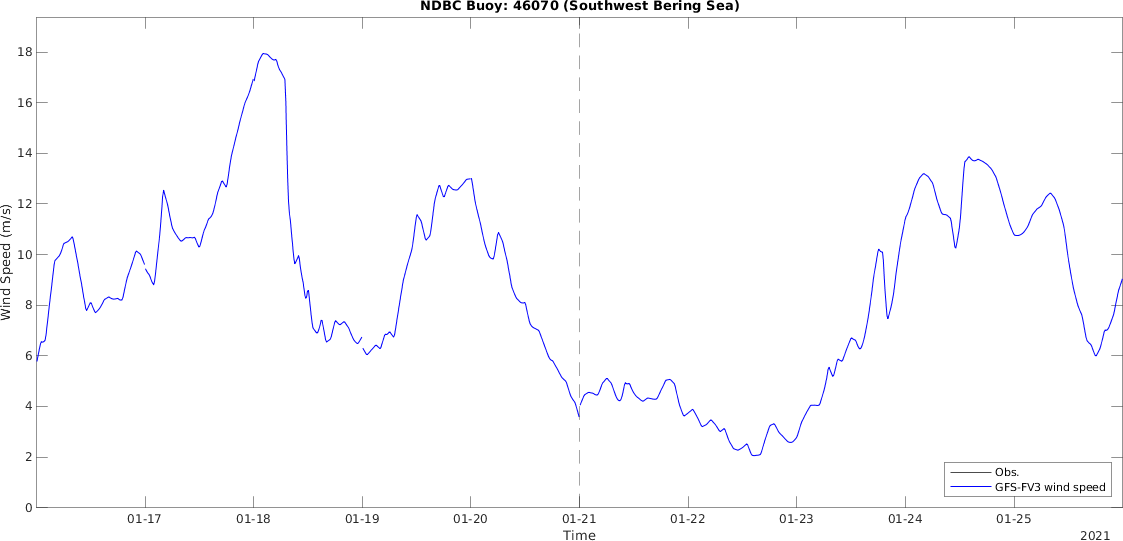 NDBC Buoy: 46070 (Southwest Bering Sea)
18
16
14
12
10
8
6
4
2
0
Wind Speed (m/s)
Obs.
GFS-FV3 wind speed
01-17 01-18 01-19 01-20 01-21 01-22 01-23 01-24 01-25
Time
2021